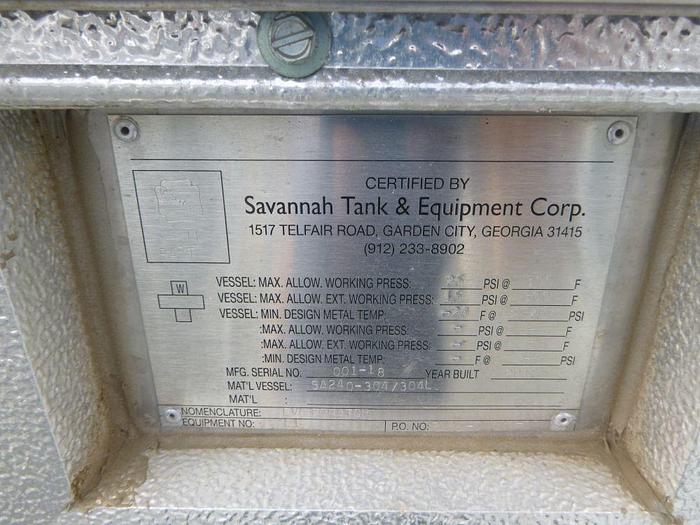 CERTIFIED BY
Savannah Tank & Equipment Corp.
1517 TELFAIR ROAD, GARDEN CITY, GEORGIA 31415
(912) 233-8902
W
VESSEL: MAX. ALLOW. WORKING PRESS: PSI @ F
VESSEL: MAX. ALLOW. EXT. WORKING PRESS: 15 PSI @ F
VESSEL: MIN. DESIGN METAL TEMP: -20 F @ PSI
:MAX. ALLOW. WORKING PRESS: - PSI @ - F
:MAX. ALLOW. EXT. WORKING PRESS: - PSI @ - F
:MIN. DESIGN METAL TEMP: - F @ - PSI
MFG. SERIAL NO. 001-18 YEAR BUILT
MAT'L VESSEL: SA240-304/304L
MAT'L :
NOMENCLATURE:
EQUIPMENT NO: P.O. NO: